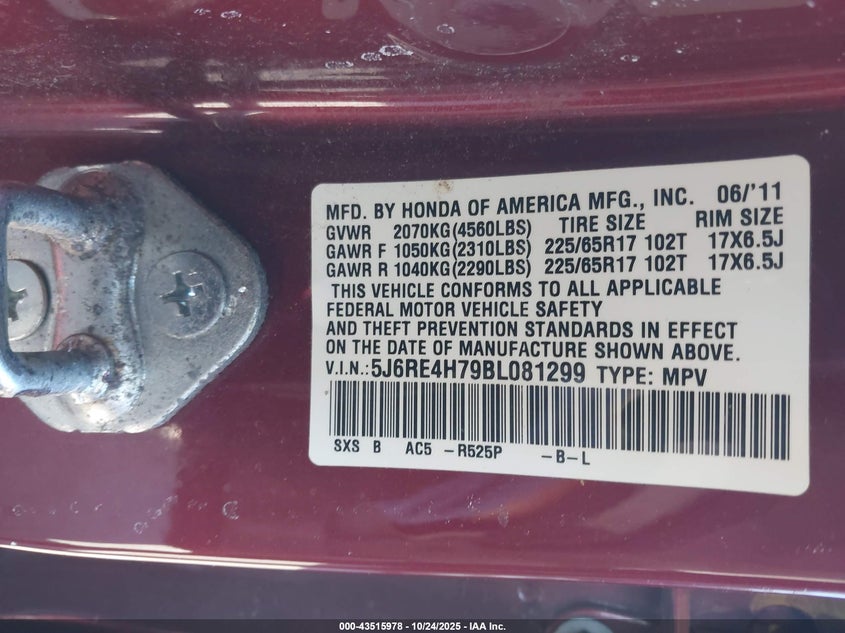 MFD. BY HONDA OF AMERICA MFG., INC. 06/'11
GVWR 2070KG(4560LBS) TIRE SIZE RIM SIZE
GAWR F 1050KG(2310LBS) 225/65R17 102T 17X6.5J
GAWR R 1040KG(2290LBS) 225/65R17 102T 17X6.5J
THIS VEHICLE CONFORMS TO ALL APPLICABLE
FEDERAL MOTOR VEHICLE SAFETY
AND THEFT PREVENTION STANDARDS IN EFFECT
ON THE DATE OF MANUFACTURE SHOWN ABOVE.
V.I.N.: 5J6RE4H79BL081299 TYPE: MPV
SXS B AC5 -R525P -B-L
000-43515978 - 10/24/2025 - IAA Inc.